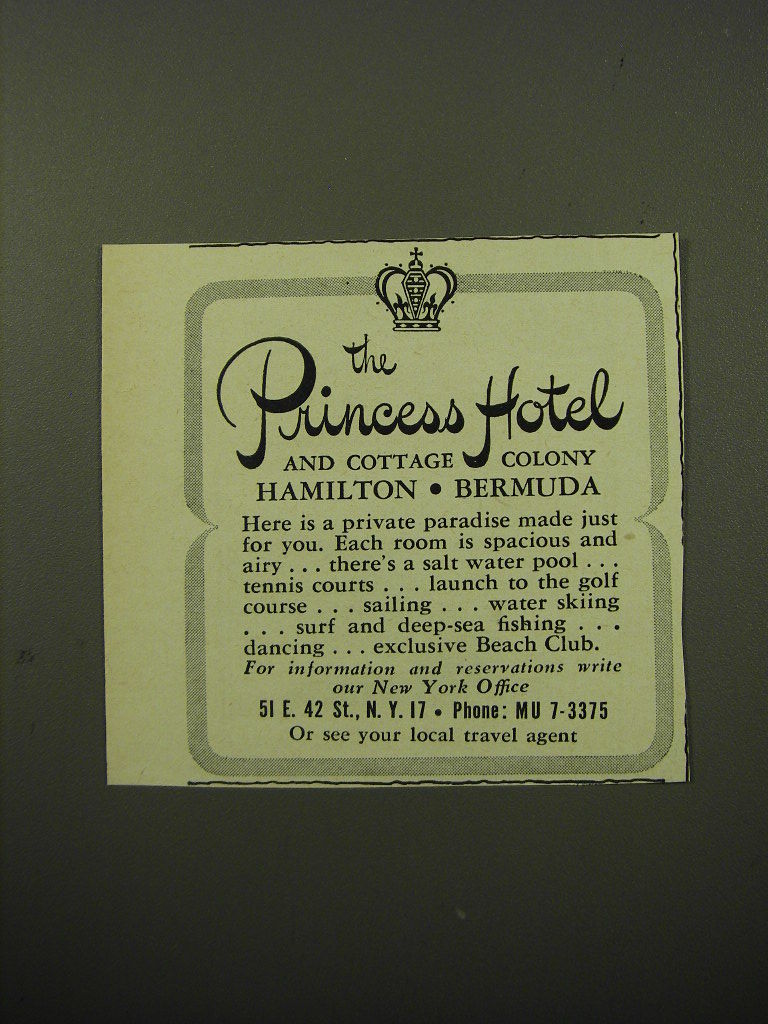 the
Princess Hotel
AND COTTAGE COLONY
HAMILTON • BERMUDA
Here is a private paradise made just
for you. Each room is spacious and
airy . . . there's a salt water pool . . .
tennis courts . . . launch to the golf
course . . . sailing . . . water skiing
. . . surf and deep-sea fishing . . .
dancing . . . exclusive Beach Club.
For information and reservations write
our New York Office
51 E. 42 St., N. Y. 17 • Phone: MU 7-3375
Or see your local travel agent